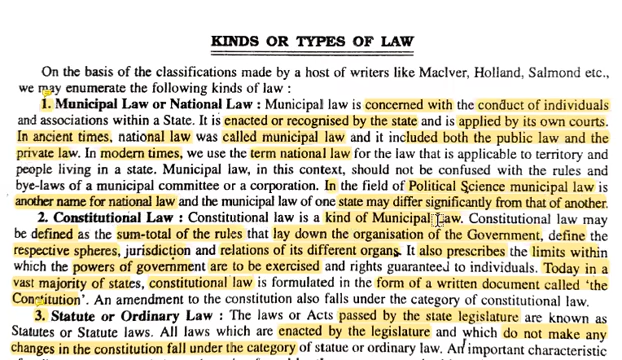 KINDS OR TYPES OF LAW
On the basis of the classifications made by a host of writers like MacIver, Holland, Salmond etc.,
we may enumerate the following kinds of law :
1. Municipal Law or National Law : Municipal law is concerned with the conduct of individuals
and associations within a State. It is enacted or recognised by the state and is applied by its own courts.
In ancient times, national law was called municipal law and it included both the public law and the
private law. In modern times, we use the term national law for the law that is applicable to territory and
people living in a state. Municipal law, in this context, should not be confused with the rules and
bye-laws of a municipal committee or a corporation. In the field of Political Science municipal law is
another name for national law and the municipal law of one state may differ significantly from that of another.
2. Constitutional Law : Constitutional law is a kind of Municipal Law. Constitutional law may
be defined as the sum-total of the rules that lay down the organisation of the Government, define the
respective spheres, jurisdiction and relations of its different organs. It also prescribes the limits within
which the powers of government are to be exercised and rights guaranteed to individuals. Today in a
vast majority of states, constitutional law is formulated in the form of a written document called 'the
Constitution'. An amendment to the constitution also falls under the category of constitutional law.
3. Statute or Ordinary Law : The laws or Acts passed by the state legislature are known as
Statutes or Statute laws. All laws which are enacted by the legislature and which do not make any
changes in the constitution fall under the category of statue or ordinary law. An important characteristic